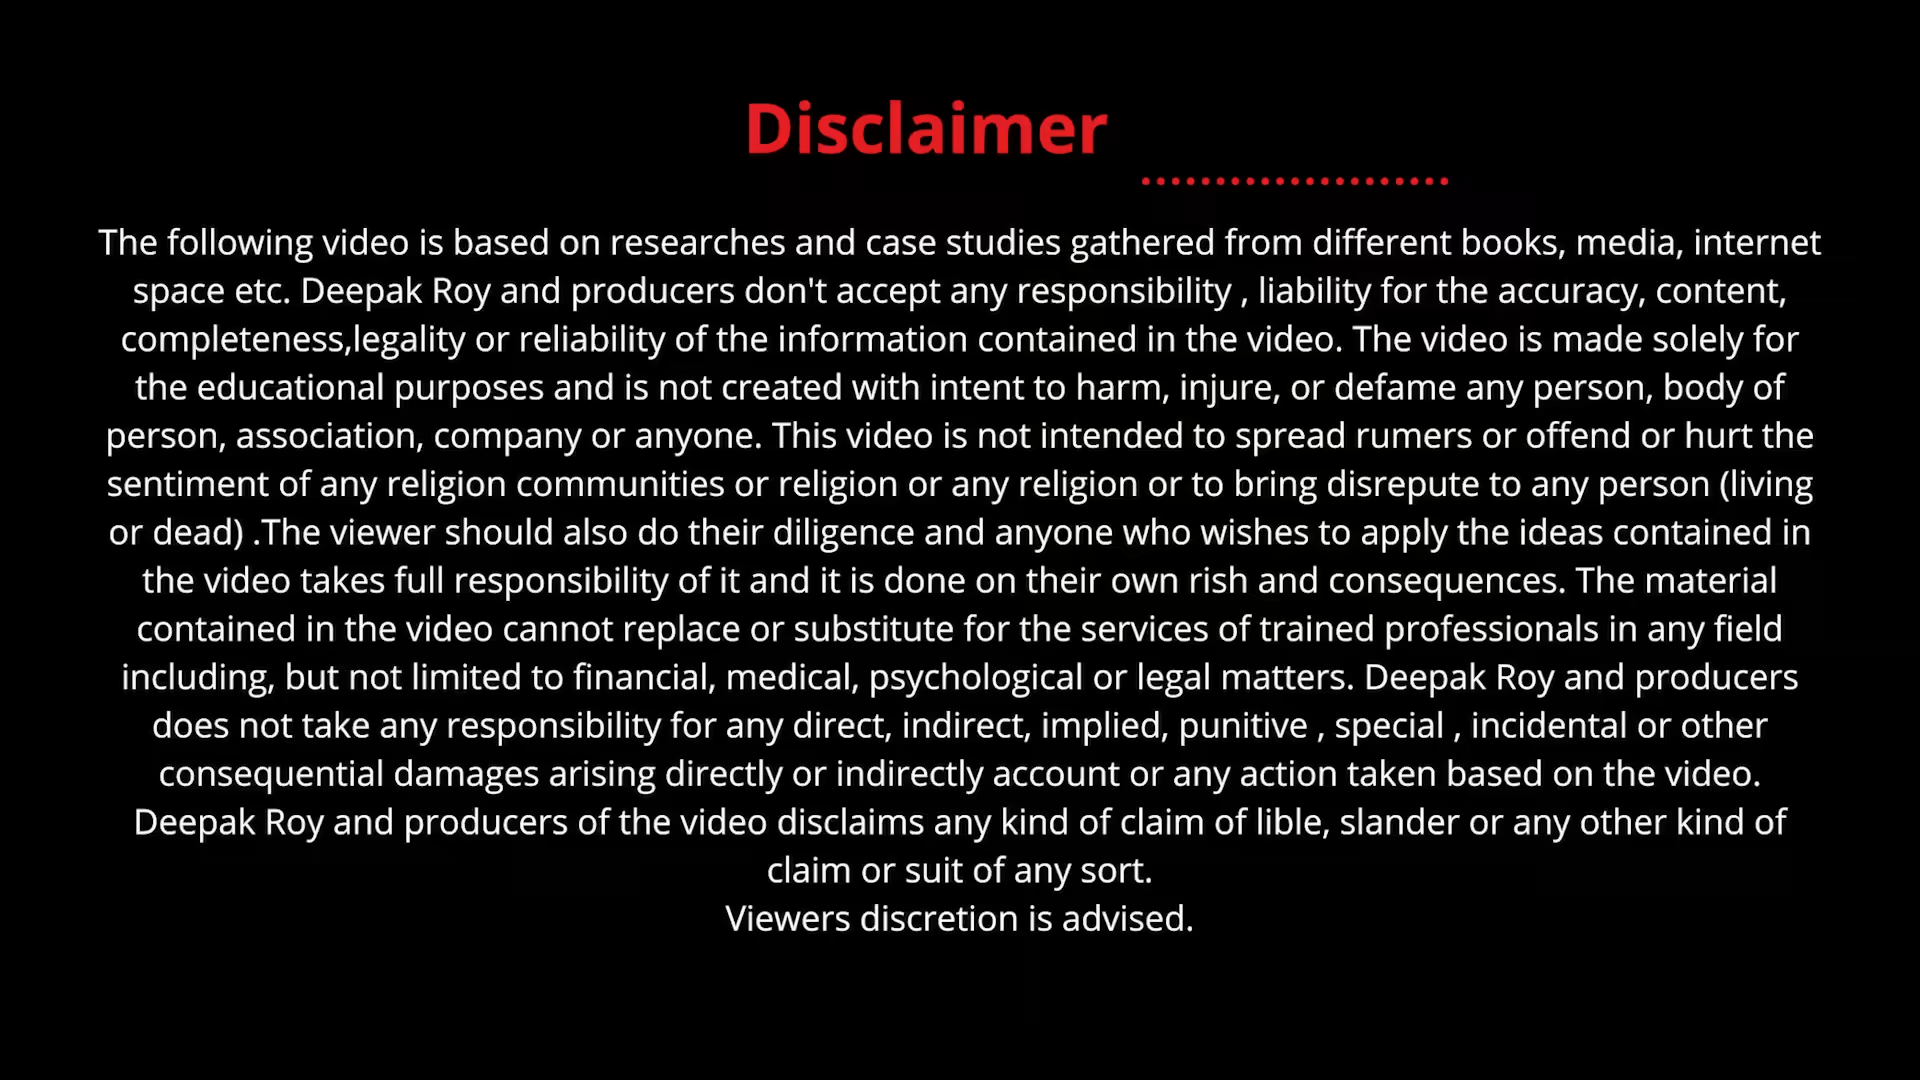 Disclaimer
The following video is based on researches and case studies gathered from different books, media, internet
space etc. Deepak Roy and producers don't accept any responsibility , liability for the accuracy, content,
completeness,legality or reliability of the information contained in the video. The video is made solely for
the educational purposes and is not created with intent to harm, injure, or defame any person, body of
person, association, company or anyone. This video is not intended to spread rumers or offend or hurt the
sentiment of any religion communities or religion or any religion or to bring disrepute to any person (living
or dead) .The viewer should also do their diligence and anyone who wishes to apply the ideas contained in
the video takes full responsibility of it and it is done on their own rish and consequences. The material
contained in the video cannot replace or substitute for the services of trained professionals in any field
including, but not limited to financial, medical, psychological or legal matters. Deepak Roy and producers
does not take any responsibility for any direct, indirect, implied, punitive , special , incidental or other
consequential damages arising directly or indirectly account or any action taken based on the video.
Deepak Roy and producers of the video disclaims any kind of claim of lible, slander or any other kind of
claim or suit of any sort.
Viewers discretion is advised.